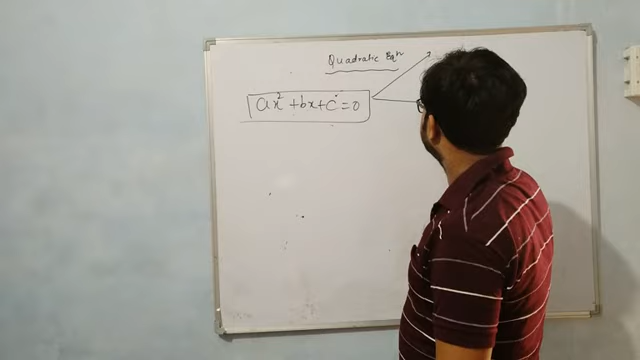 Quadratic Eqn
ax² + bx + c = 0